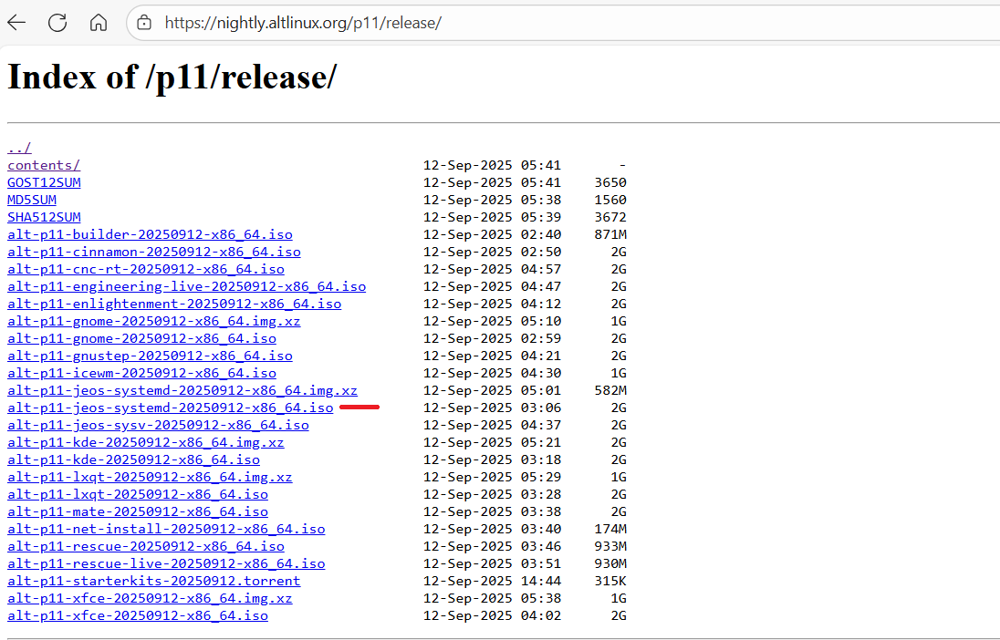 https://nightly.altlinux.org/p11/release/
Index of /p11/release/
../
contents/ 12-Sep-2025 05:41 -
GOST12SUM 12-Sep-2025 05:41 3650
MD5SUM 12-Sep-2025 05:38 1560
SHA512SUM 12-Sep-2025 05:39 3672
alt-p11-builder-20250912-x86_64.iso 12-Sep-2025 02:40 871M
alt-p11-cinnamon-20250912-x86_64.iso 12-Sep-2025 02:50 2G
alt-p11-cnc-rt-20250912-x86_64.iso 12-Sep-2025 04:57 2G
alt-p11-engineering-live-20250912-x86_64.iso 12-Sep-2025 04:47 2G
alt-p11-enlightenment-20250912-x86_64.iso 12-Sep-2025 04:12 2G
alt-p11-gnome-20250912-x86_64.img.xz 12-Sep-2025 05:10 1G
alt-p11-gnome-20250912-x86_64.iso 12-Sep-2025 02:59 2G
alt-p11-gnustep-20250912-x86_64.iso 12-Sep-2025 04:21 2G
alt-p11-icewm-20250912-x86_64.iso 12-Sep-2025 04:30 1G
alt-p11-jeos-systemd-20250912-x86_64.img.xz 12-Sep-2025 05:01 582M
alt-p11-jeos-systemd-20250912-x86_64.iso 12-Sep-2025 03:06 2G
alt-p11-jeos-sysv-20250912-x86_64.iso 12-Sep-2025 04:37 2G
alt-p11-kde-20250912-x86_64.img.xz 12-Sep-2025 05:21 2G
alt-p11-kde-20250912-x86_64.iso 12-Sep-2025 03:18 2G
alt-p11-lxqt-20250912-x86_64.img.xz 12-Sep-2025 05:29 1G
alt-p11-lxqt-20250912-x86_64.iso 12-Sep-2025 03:28 2G
alt-p11-mate-20250912-x86_64.iso 12-Sep-2025 03:38 2G
alt-p11-net-install-20250912-x86_64.iso 12-Sep-2025 03:40 174M
alt-p11-rescue-20250912-x86_64.iso 12-Sep-2025 03:46 933M
alt-p11-rescue-live-20250912-x86_64.iso 12-Sep-2025 03:51 930M
alt-p11-starterkits-20250912.torrent 12-Sep-2025 14:44 315K
alt-p11-xfce-20250912-x86_64.img.xz 12-Sep-2025 05:38 1G
alt-p11-xfce-20250912-x86_64.iso 12-Sep-2025 04:02 2G